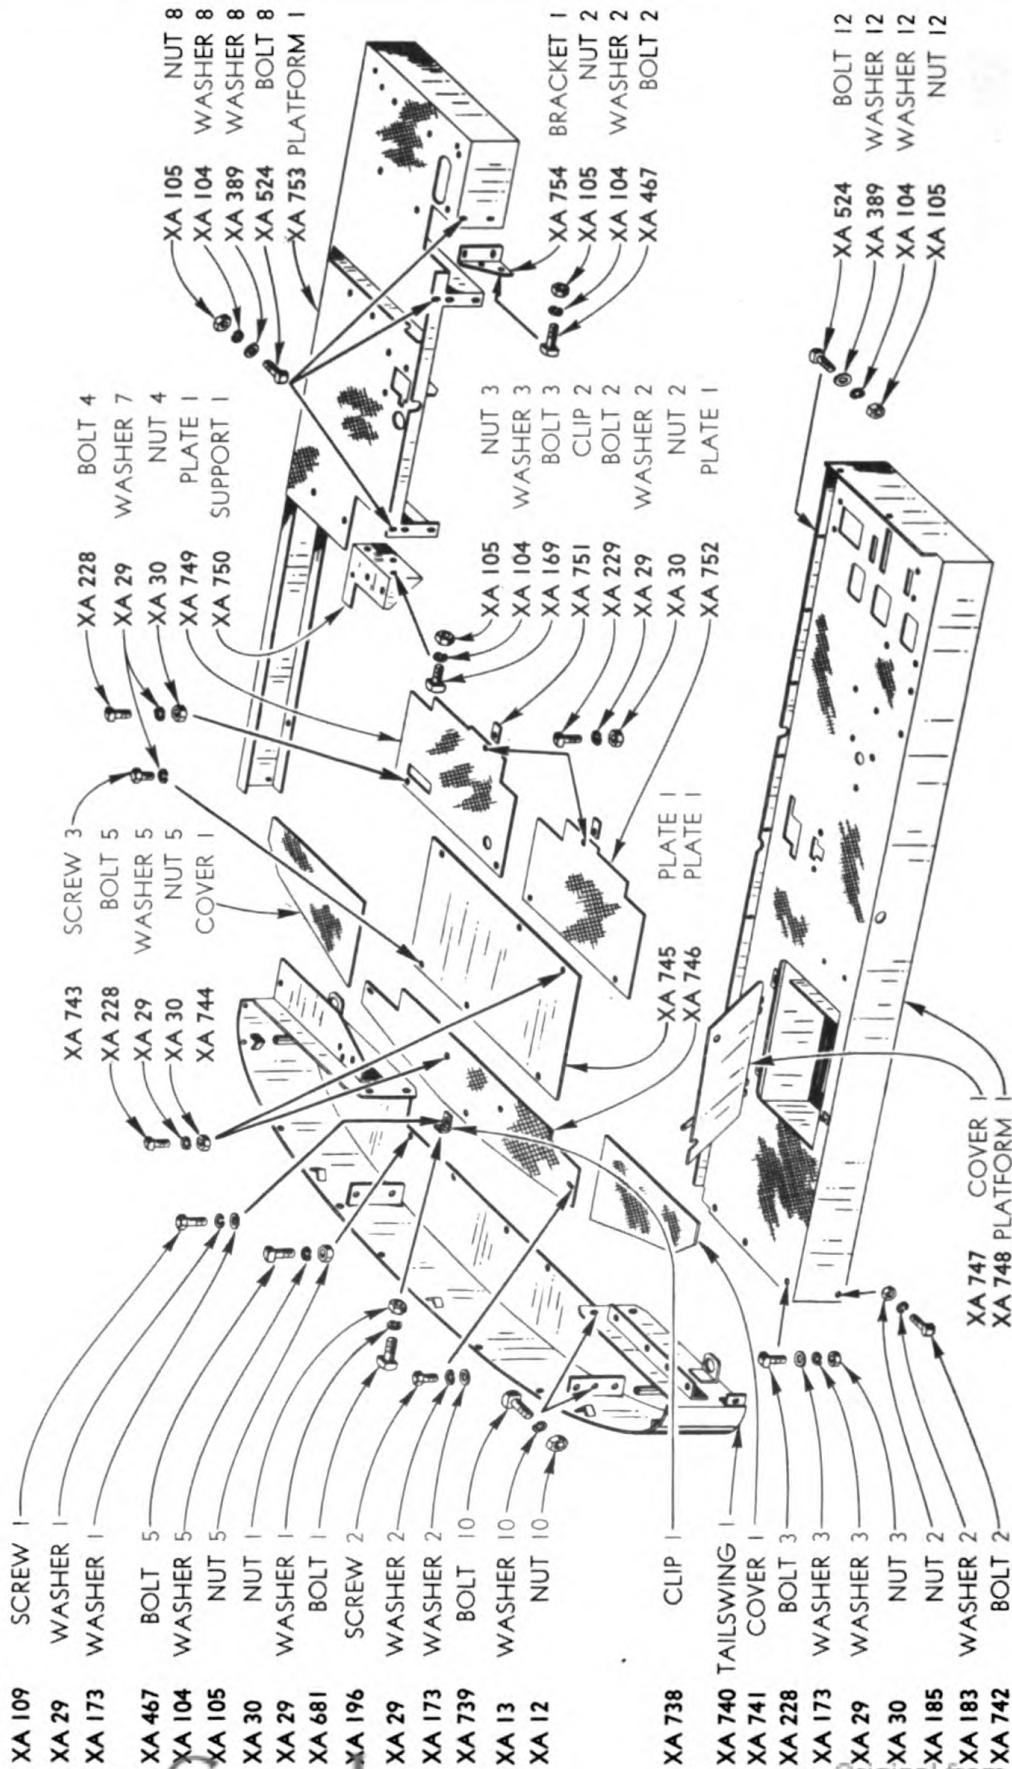 XA 109 SCREW 1
XA 29 WASHER 1
XA 173 WASHER 1
XA 467 BOLT 5
XA 104 WASHER 5
XA 105 NUT 5
XA 30 NUT 1
XA 29 WASHER 1
XA 681 BOLT 1
XA 196 SCREW 2
XA 29 WASHER 2
XA 173 WASHER 2
XA 739 BOLT 10
XA 13 WASHER 10
XA 12 NUT 10
XA 738 CLIP 1
XA 740 TAILSWING 1
XA 741 COVER 1
XA 228 BOLT 3
XA 173 WASHER 3
XA 29 WASHER 3
XA 30 NUT 3
XA 185 NUT 2
XA 183 WASHER 2
XA 742 BOLT 2
XA 743 SCREW 3
XA 228 BOLT 5
XA 29 WASHER 5
XA 30 NUT 5
XA 744 COVER 1
XA 745 PLATE 1
XA 746 PLATE 1
XA 747 COVER 1
XA 748 PLATFORM 1
XA 228 BOLT 4
XA 29 WASHER 7
XA 30 NUT 4
XA 749 PLATE 1
XA 750 SUPPORT 1
XA 105 NUT 3
XA 104 WASHER 3
XA 169 BOLT 3
XA 751 CLIP 2
XA 229 BOLT 2
XA 29 WASHER 2
XA 30 NUT 2
XA 752 PLATE 1
XA 105 NUT 8
XA 104 WASHER 8
XA 389 WASHER 8
XA 524 BOLT 8
XA 753 PLATFORM 1
XA 754 BRACKET 1
XA 105 NUT 2
XA 104 WASHER 2
XA 467 BOLT 2
XA 524 BOLT 12
XA 389 WASHER 12
XA 104 WASHER 12
XA 105 NUT 12